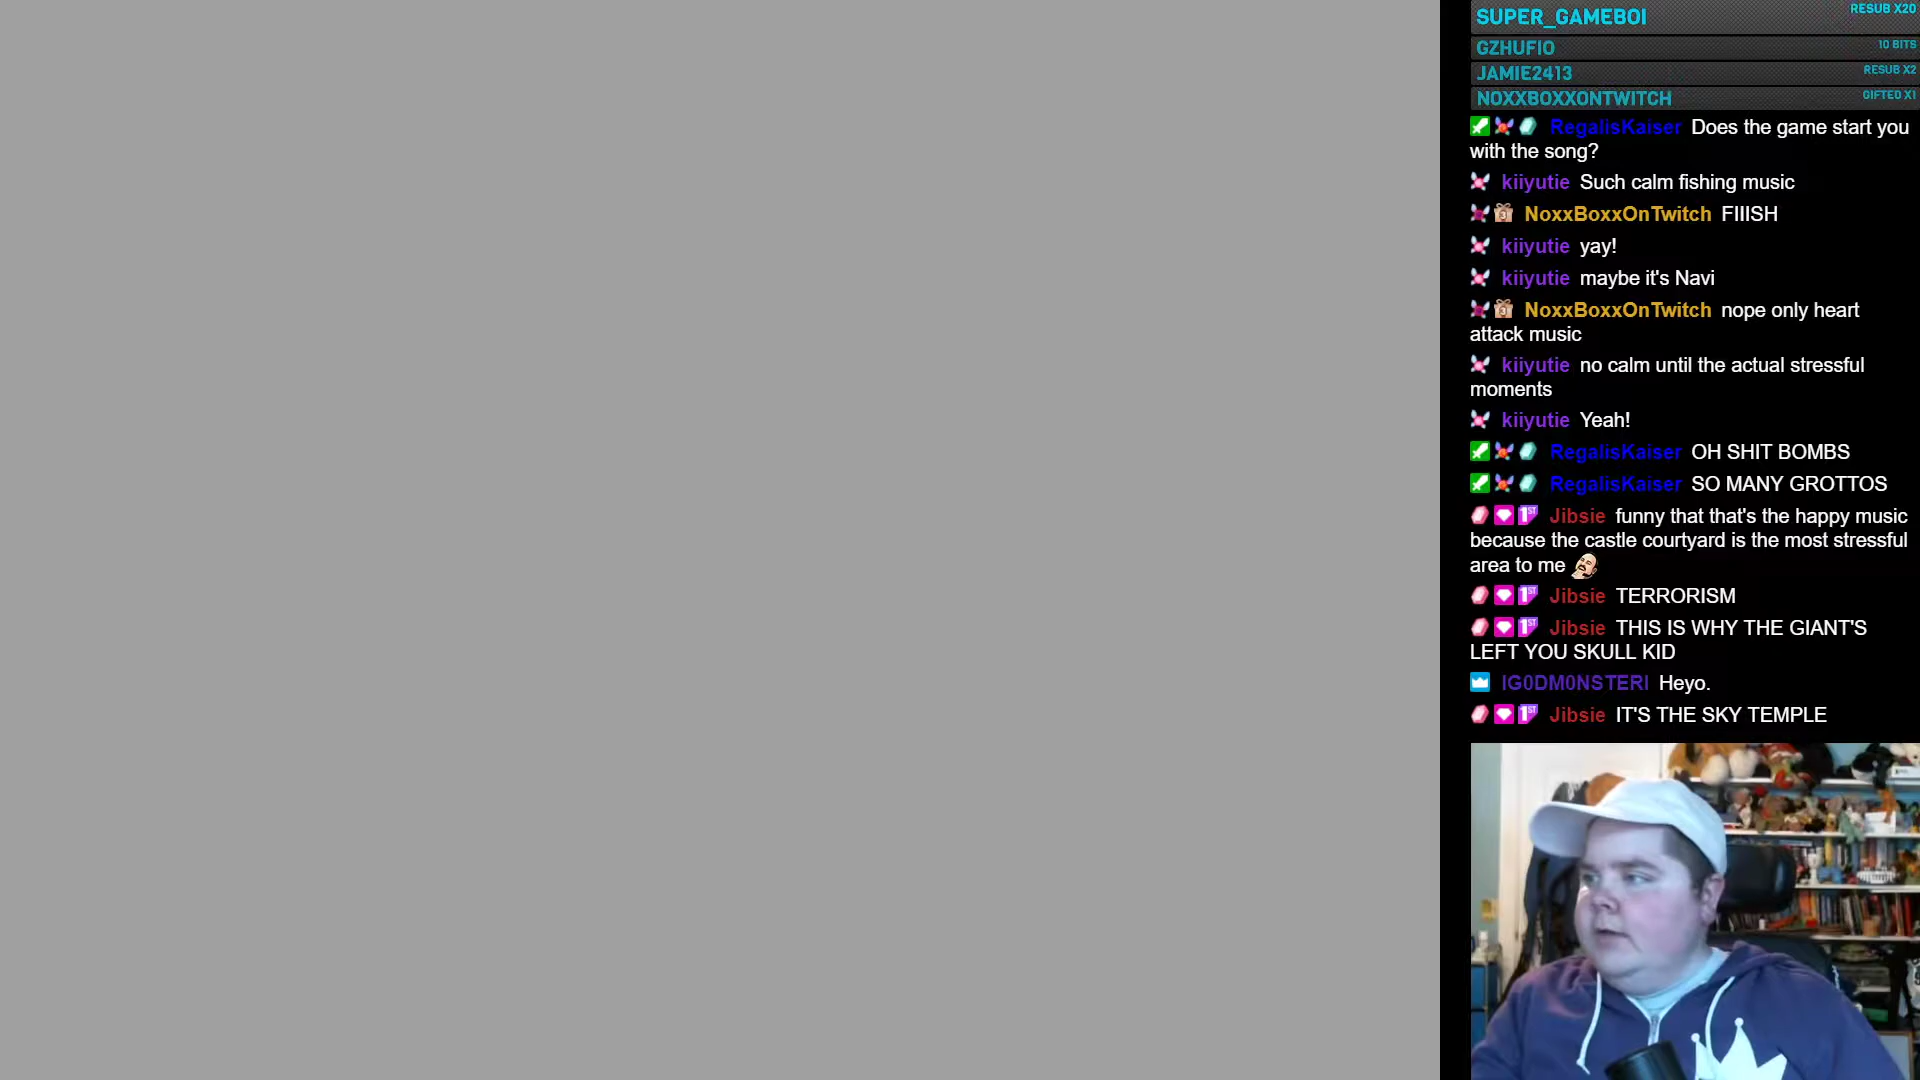 SUPER_GAMEBOI RESUB X20
GZHUFIO 10 BITS
JAMIE2413 RESUB X2
NOXXBOXXONTWITCH GIFTED X1
RegalisKaiser Does the game start you
with the song?
kiiyutie Such calm fishing music
NoxxBoxxOnTwitch FIIISH
kiiyutie yay!
kiiyutie maybe it's Navi
NoxxBoxxOnTwitch nope only heart
attack music
kiiyutie no calm until the actual stressful
moments
kiiyutie Yeah!
RegalisKaiser OH SHIT BOMBS
RegalisKaiser SO MANY GROTTOS
1ST Jibsie funny that that's the happy music
because the castle courtyard is the most stressful
area to me
1ST Jibsie TERRORISM
1ST Jibsie THIS IS WHY THE GIANT'S
LEFT YOU SKULL KID
IG0DM0NSTERI Heyo.
1ST Jibsie IT'S THE SKY TEMPLE